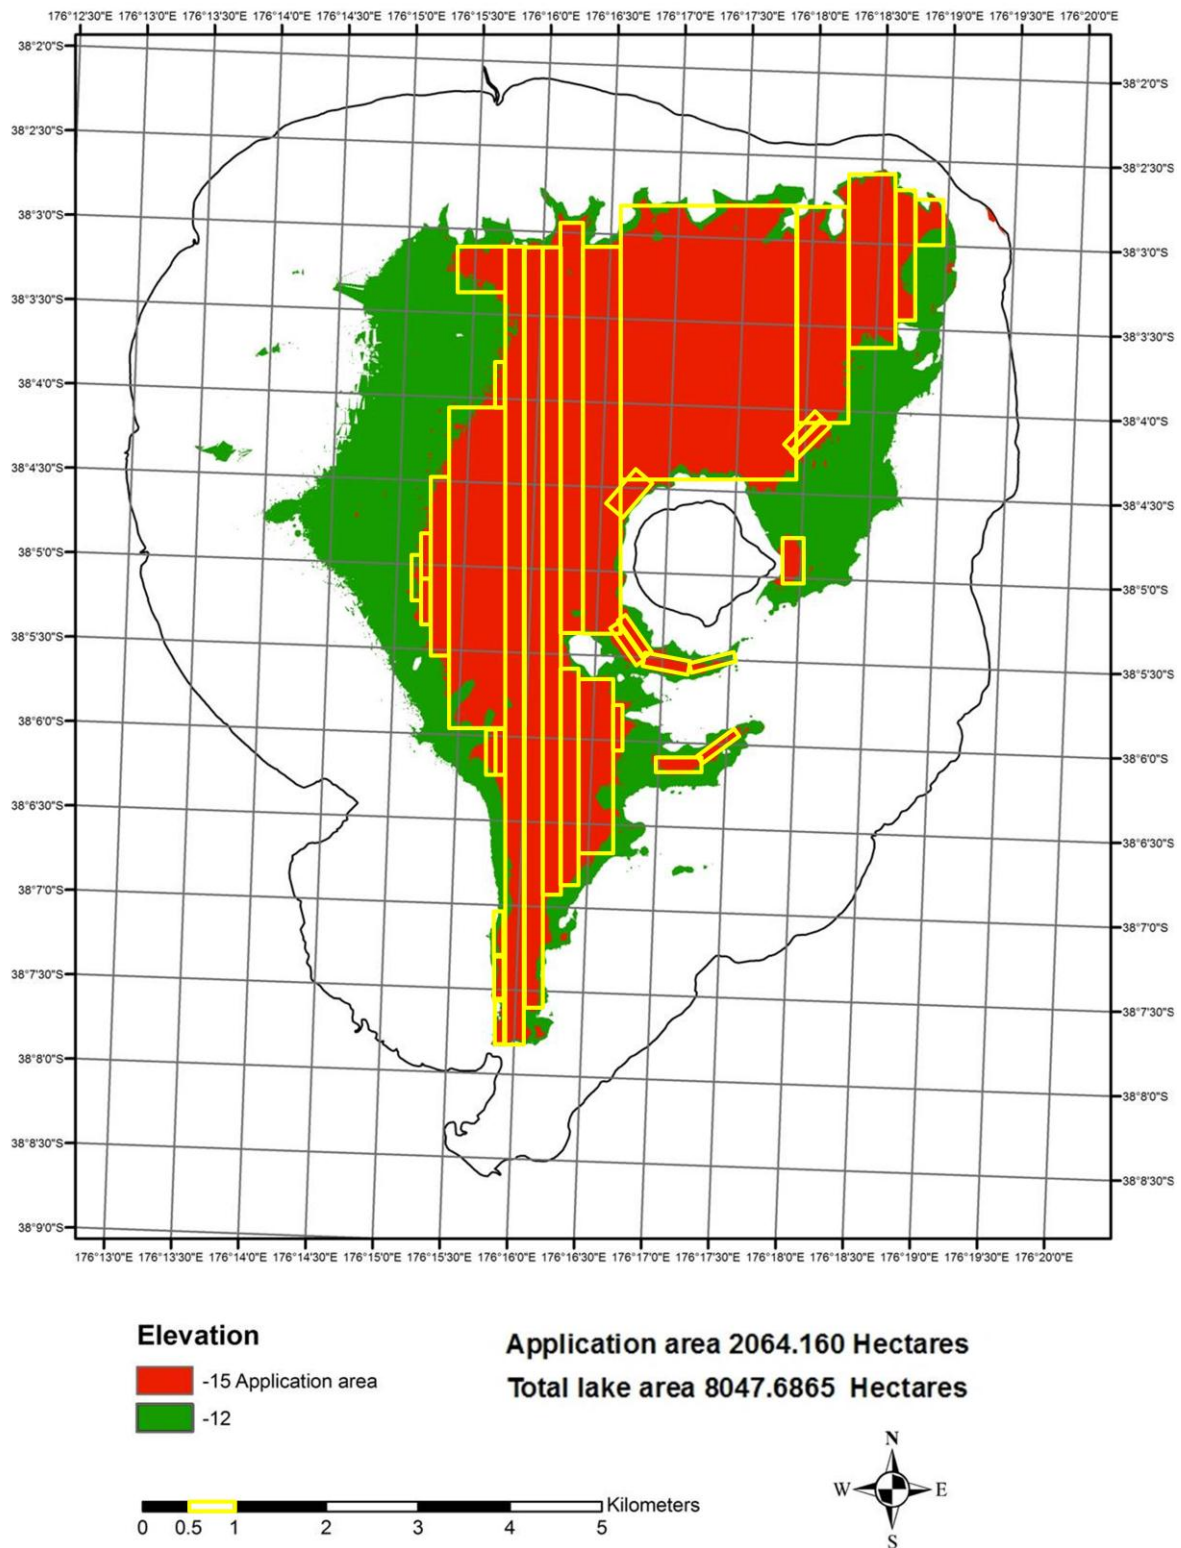 176°12'30"E 176°13'0"E 176°13'30"E 176°14'0"E 176°14'30"E 176°15'0"E 176°15'30"E 176°16'0"E 176°16'30"E 176°17'0"E 176°17'30"E 176°18'0"E 176°18'30"E 176°19'0"E 176°19'30"E 176°20'0"E
38°2'0"S
38°2'0"S
38°2'30"S
38°2'30"S
38°3'0"S
38°3'0"S
38°3'30"S
38°3'30"S
38°4'0"S
38°4'0"S
38°4'30"S
38°4'30"S
38°5'0"S
38°5'0"S
38°5'30"S
38°5'30"S
38°6'0"S
38°6'0"S
38°6'30"S
38°6'30"S
38°7'0"S
38°7'0"S
38°7'30"S
38°7'30"S
38°8'0"S
38°8'0"S
38°8'30"S
38°8'30"S
38°9'0"S
176°13'0"E 176°13'30"E 176°14'0"E 176°14'30"E 176°15'0"E 176°15'30"E 176°16'0"E 176°16'30"E 176°17'0"E 176°17'30"E 176°18'0"E 176°18'30"E 176°19'0"E 176°19'30"E 176°20'0"E
Elevation
-15 Application area
-12
Application area 2064.160 Hectares
Total lake area 8047.6865 Hectares
N
W E
S
Kilometers
0 0.5 1 2 3 4 5